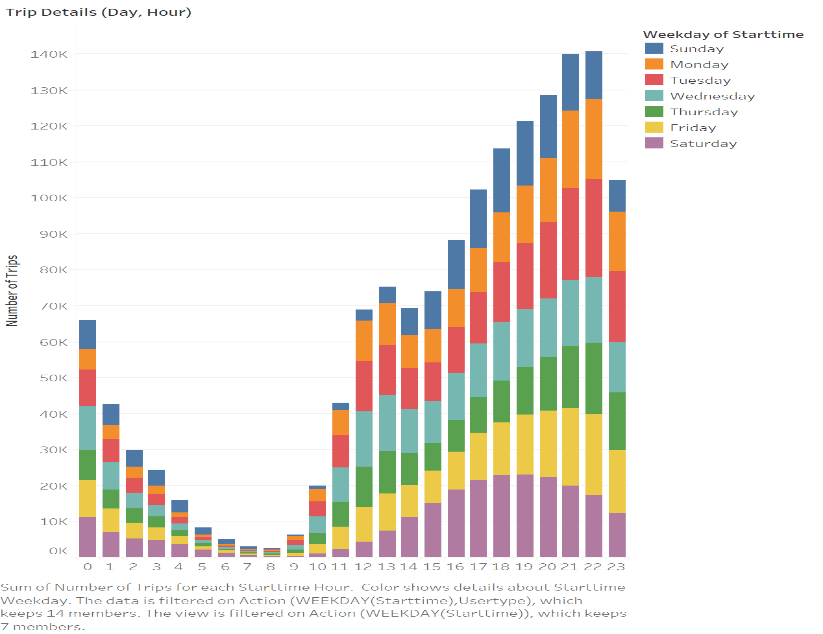 Trip Details (Day, Hour)
Weekday of Starttime
Sunday
Monday
Tuesday
Wednesday
Thursday
Friday
Saturday
Number of Trips
140K
130K
120K
110K
100K
90K
80K
70K
60K
50K
40K
30K
20K
10K
0K
0 1 2 3 4 5 6 7 8 9 10 11 12 13 14 15 16 17 18 19 20 21 22 23
Sum of Number of Trips for each Starttime Hour.  Color shows details about Starttime
Weekday. The data is filtered on Action (WEEKDAY(Starttime),Usertype), which
keeps 14 members. The view is filtered on Action (WEEKDAY(Starttime)), which keeps
7 members.